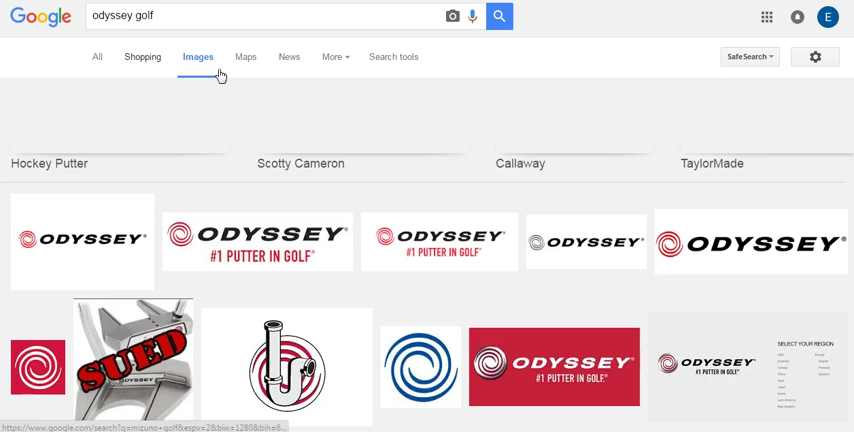 Google
odyssey golf
E
All Shopping Images Maps News More Search tools
SafeSearch
Hockey Putter Scotty Cameron Callaway TaylorMade
ODYSSEY®
ODYSSEY®
#1 PUTTER IN GOLF®
ODYSSEY®
#1 PUTTER IN GOLF®
ODYSSEY®
ODYSSEY®
SUED
ODYSSEY
ODYSSEY®
#1 PUTTER IN GOLF®
ODYSSEY®
#1 PUTTER IN GOLF®
SELECT YOUR REGION
https://www.google.com/search?q=mizuno+golf&espv=2&biw=1280&bih=6...